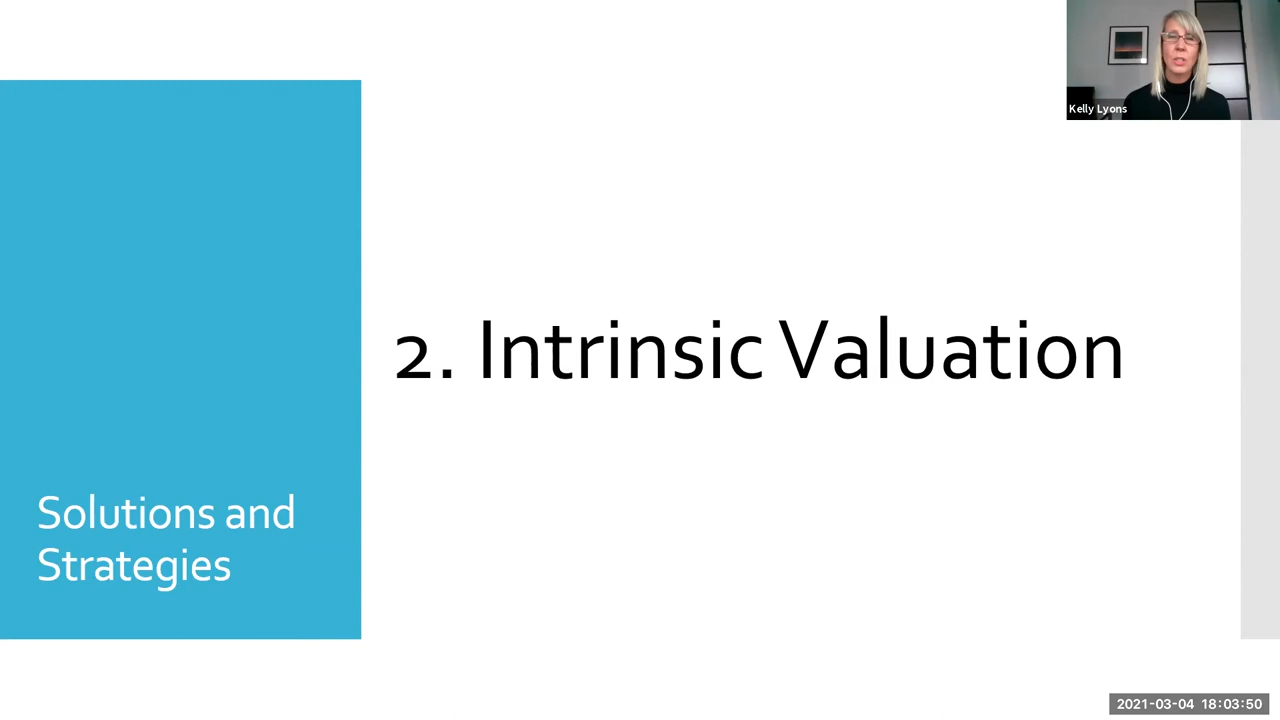 Kelly Lyons
2. Intrinsic Valuation
Solutions and
Strategies
2021-03-04 18:03:50